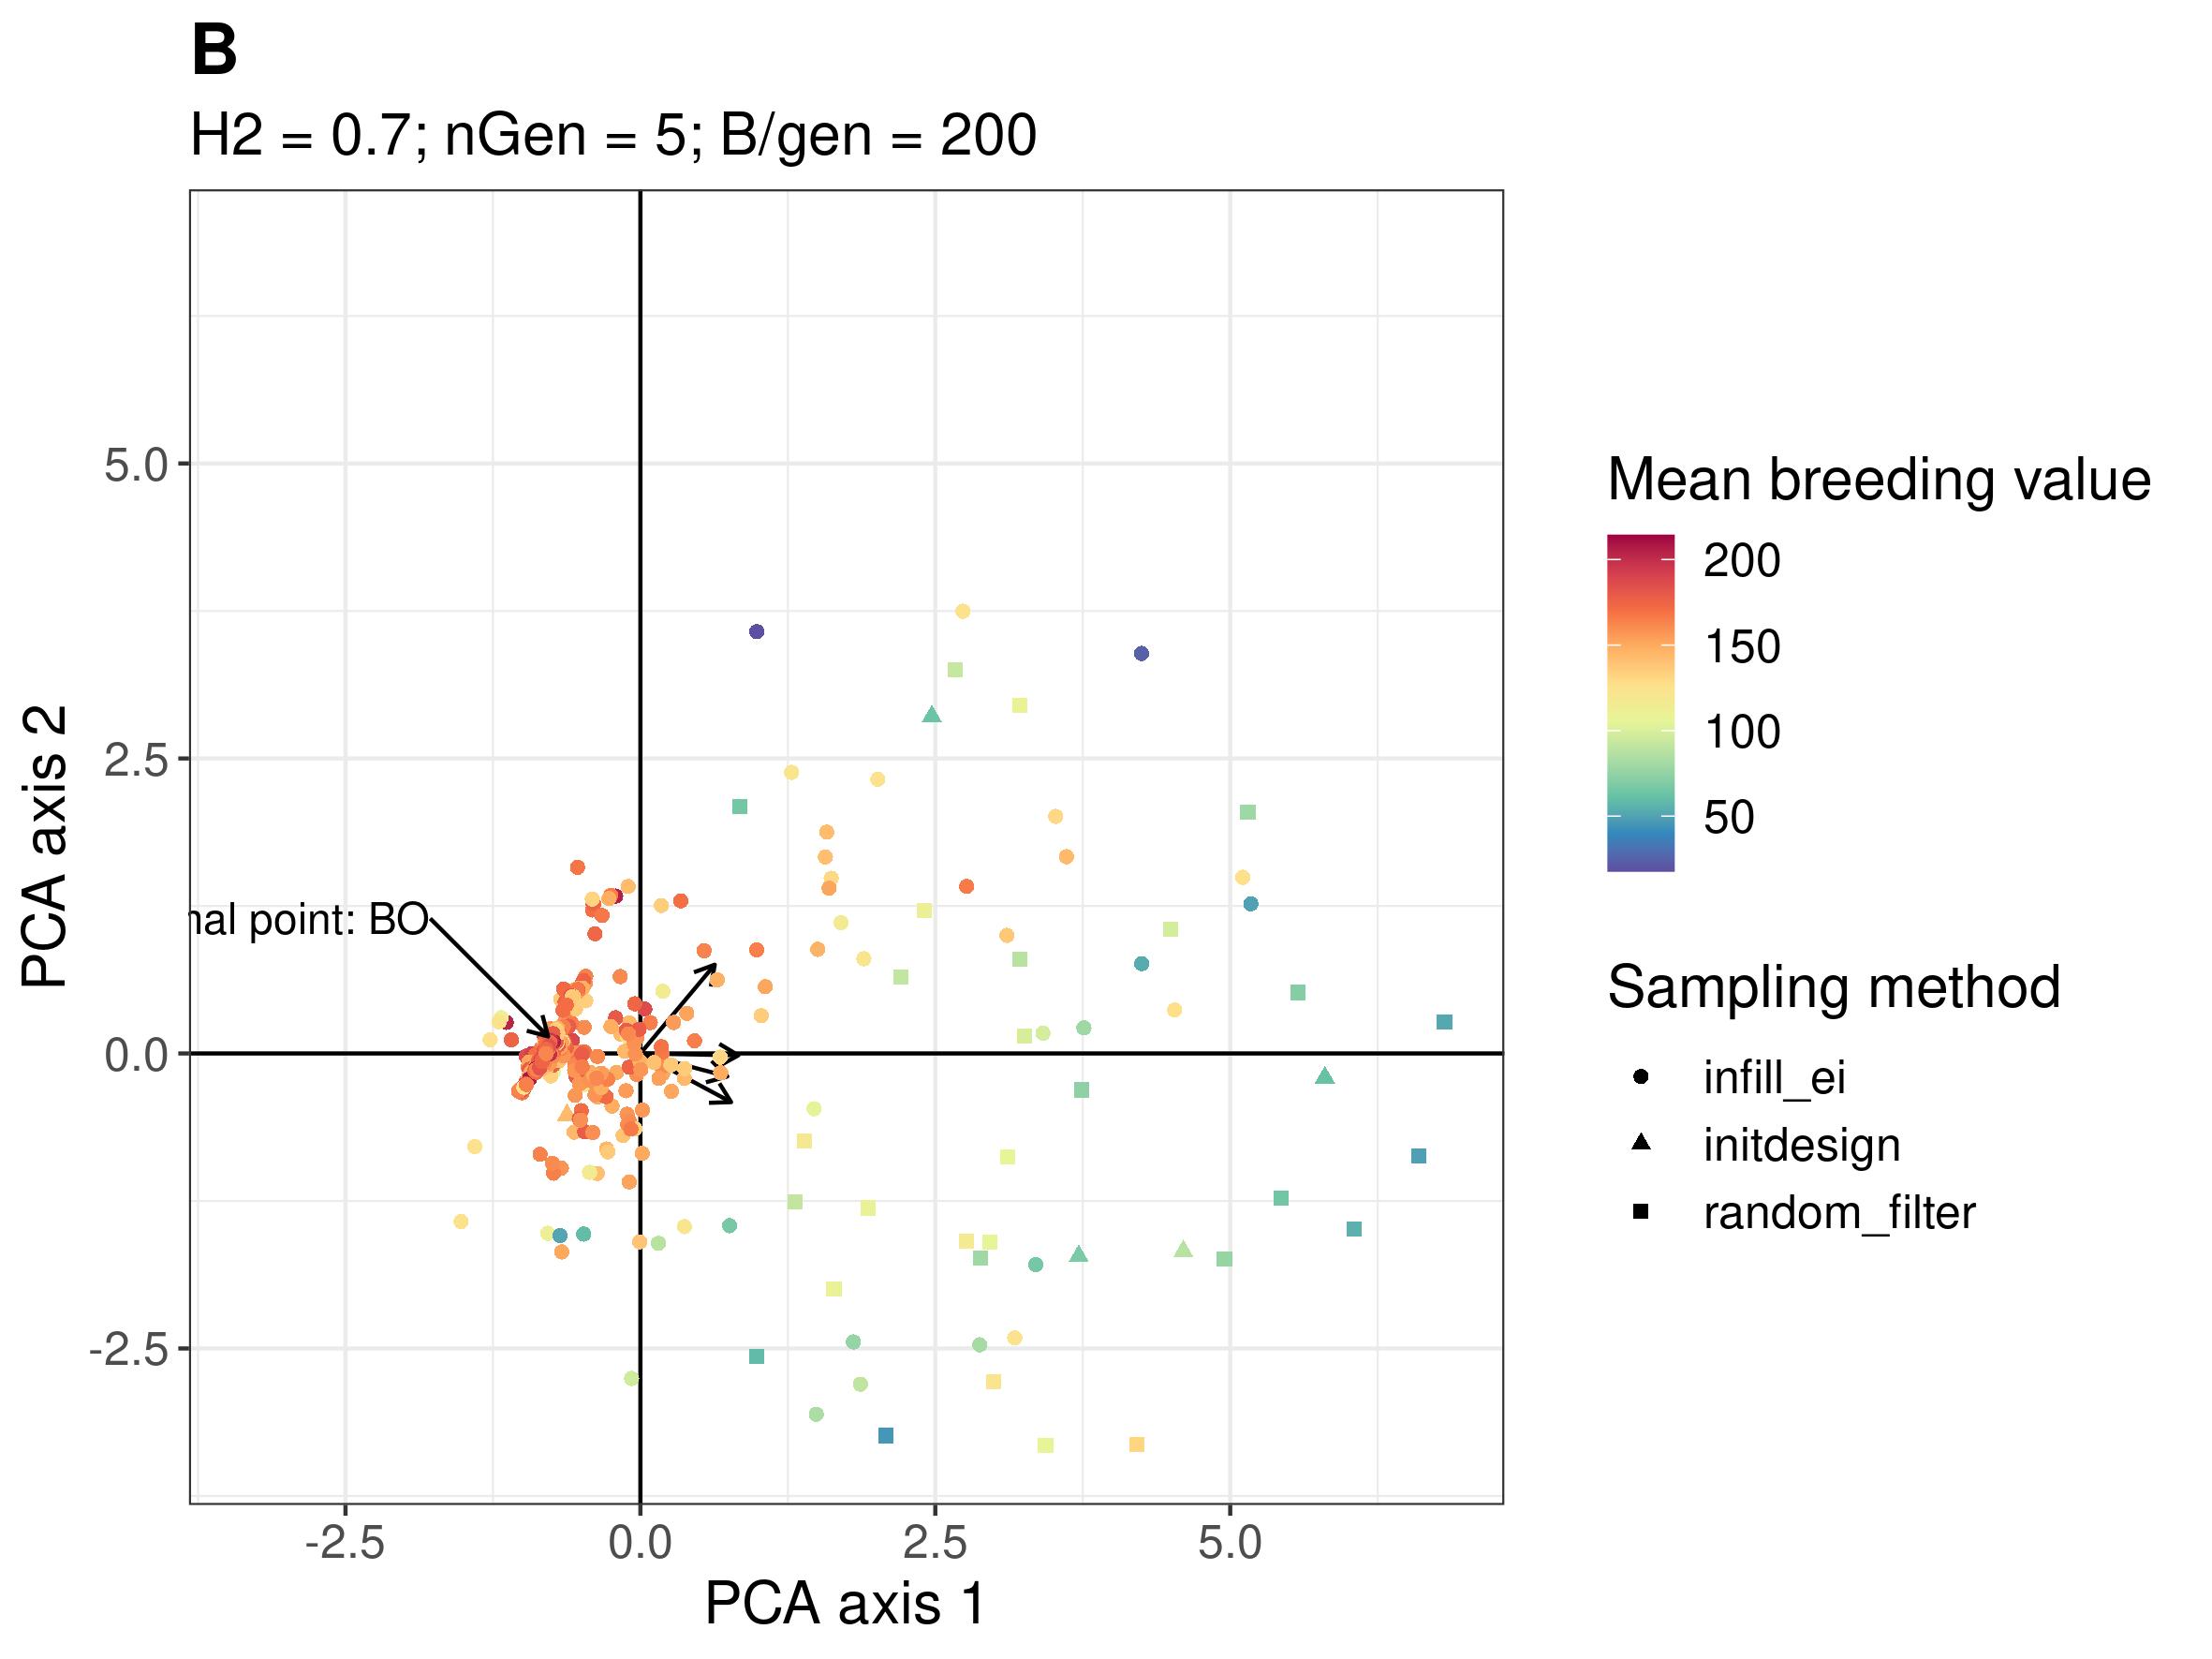 B
H2 = 0.7; nGen = 5; B/gen = 200
PCA axis 2
5.0
2.5
0.0
-2.5
point: BO
-2.5
0.0
2.5
5.0
PCA axis 1
Mean breeding value
200
150
100
50
Sampling method
infill_ei
initdesign
random_filter